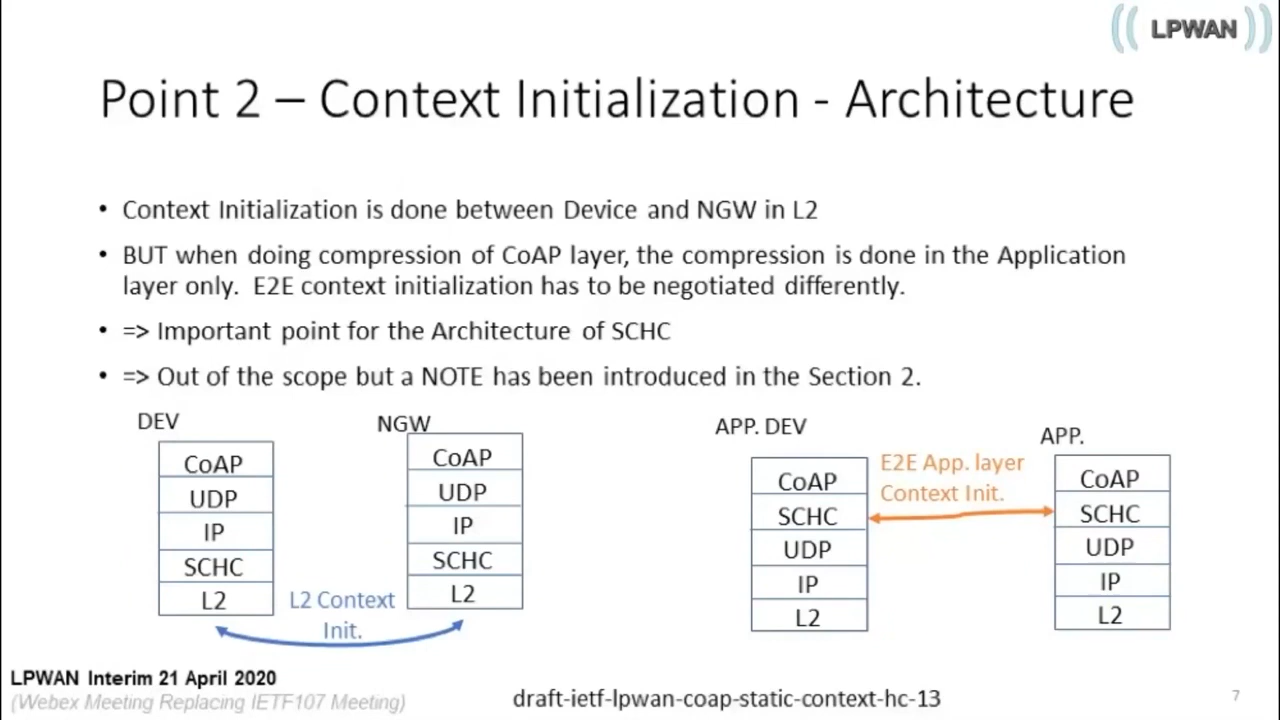 LPWAN
Point 2 – Context Initialization - Architecture
• Context Initialization is done between Device and NGW in L2
• BUT when doing compression of CoAP layer, the compression is done in the Application
layer only. E2E context initialization has to be negotiated differently.
• => Important point for the Architecture of SCHC
• => Out of the scope but a NOTE has been introduced in the Section 2.
DEV
CoAP
UDP
IP
SCHC
L2
L2 Context
Init.
NGW
CoAP
UDP
IP
SCHC
L2
APP. DEV
CoAP
SCHC
UDP
IP
L2
E2E App. layer
Context Init.
APP.
CoAP
SCHC
UDP
IP
L2
LPWAN Interim 21 April 2020
(Webex Meeting Replacing IETF107 Meeting)
draft-ietf-lpwan-coap-static-context-hc-13
7